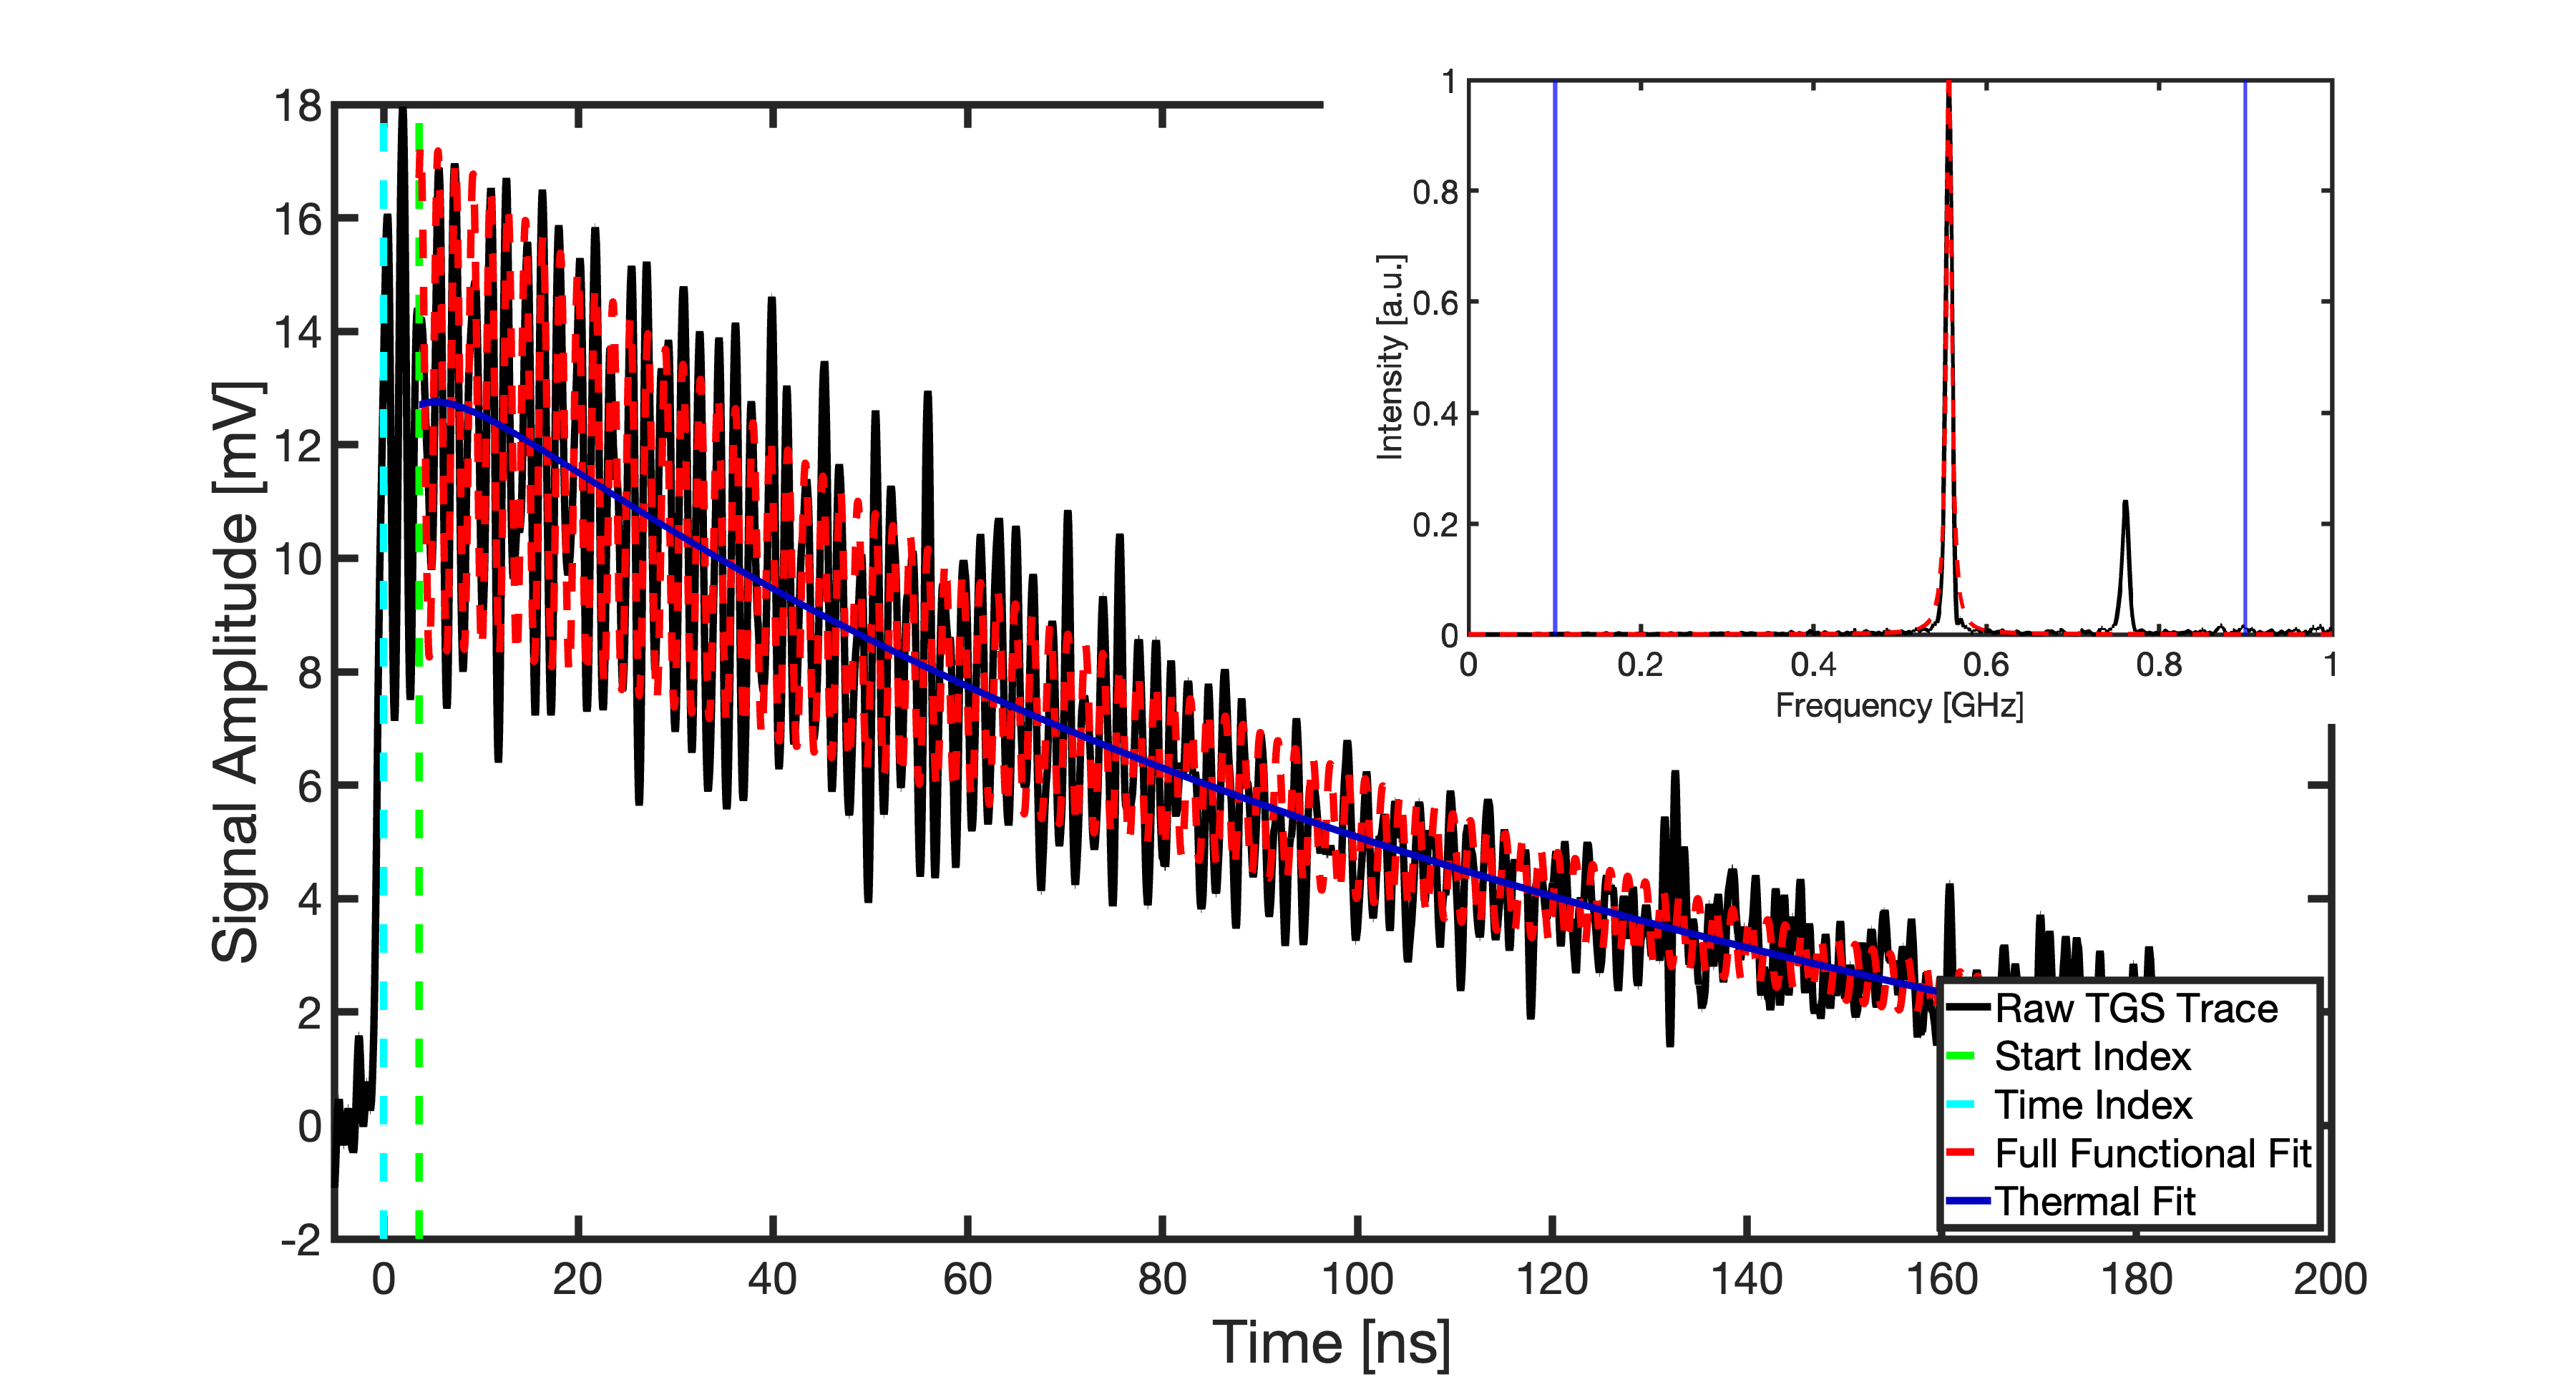 18
16
14
12
10
8
6
4
2
0
-2
Signal Amplitude [mV]
0 20 40 60 80 100 120 140 160 180 200
Time [ns]
1
0.8
0.6
0.4
0.2
0
Intensity [a.u.]
0 0.2 0.4 0.6 0.8 1
Frequency [GHz]
Raw TGS Trace
Start Index
Time Index
Full Functional Fit
Thermal Fit